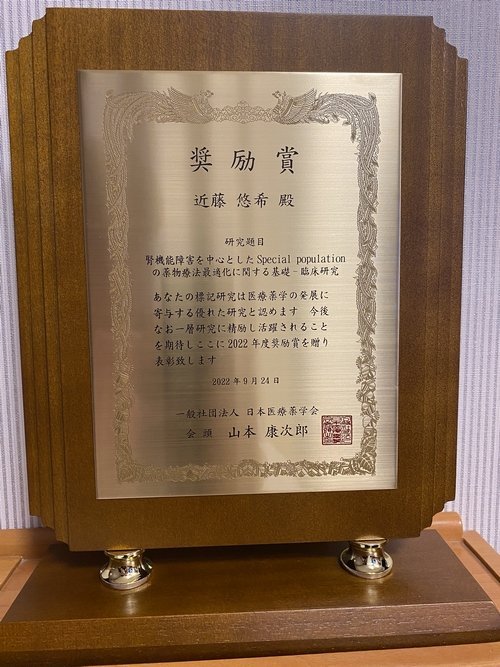 奨励賞
近藤 悠希 殿
研究題目
腎機能障害を中心とした Special population
の薬物療法最適化に関する基礎-臨床研究
あなたの標記研究は医療薬学の発展に
寄与する優れた研究と認めます 今後
なお一層研究に精励し活躍されること
を期待しここに2022年度奨励賞を贈り
表彰致します
2022年9月24日
一般社団法人 日本医療薬学会
会頭 山本 康次郎